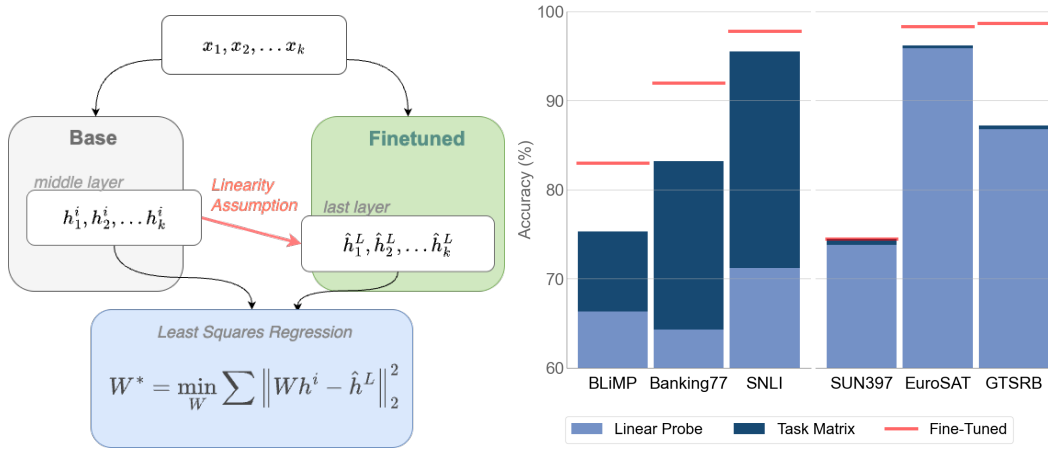 x₁, x₂, … xₖ
Base
Finetuned
middle layer
h₁ⁱ, h₂ⁱ, … hₖⁱ
Linearity
Assumption
last layer
ĥ₁ᴸ, ĥ₂ᴸ, … ĥₖᴸ
Least Squares Regression
W* = min_W ∑ ‖Whⁱ − ĥᴸ‖₂²
Accuracy (%)
100
90
80
70
60
BLiMP Banking77 SNLI SUN397 EuroSAT GTSRB
Linear Probe Task Matrix Fine-Tuned